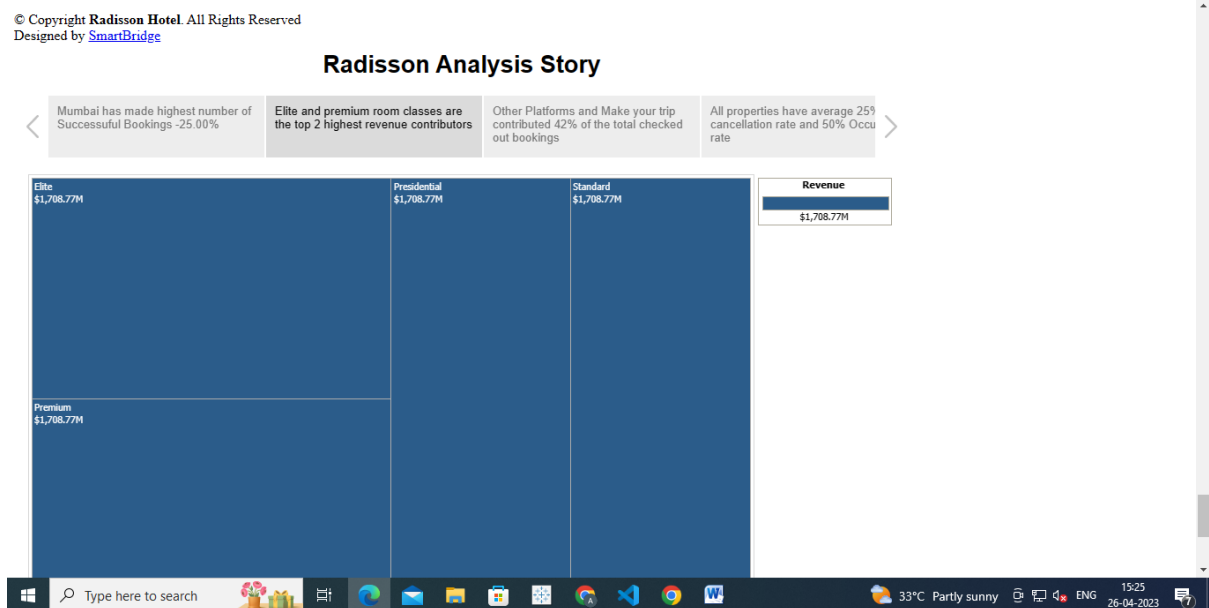 © Copyright Radisson Hotel. All Rights Reserved
Designed by SmartBridge
Radisson Analysis Story
Mumbai has made highest number of
Successuful Bookings -25.00%
Elite and premium room classes are
the top 2 highest revenue contributors
Other Platforms and Make your trip
contributed 42% of the total checked
out bookings
All properties have average 25%
cancellation rate and 50% Occu
rate
Elite
$1,708.77M
Presidential
$1,708.77M
Standard
$1,708.77M
Revenue
$1,708.77M
Premium
$1,708.77M
Type here to search
33°C Partly sunny
ENG
15:25
26-04-2023
7